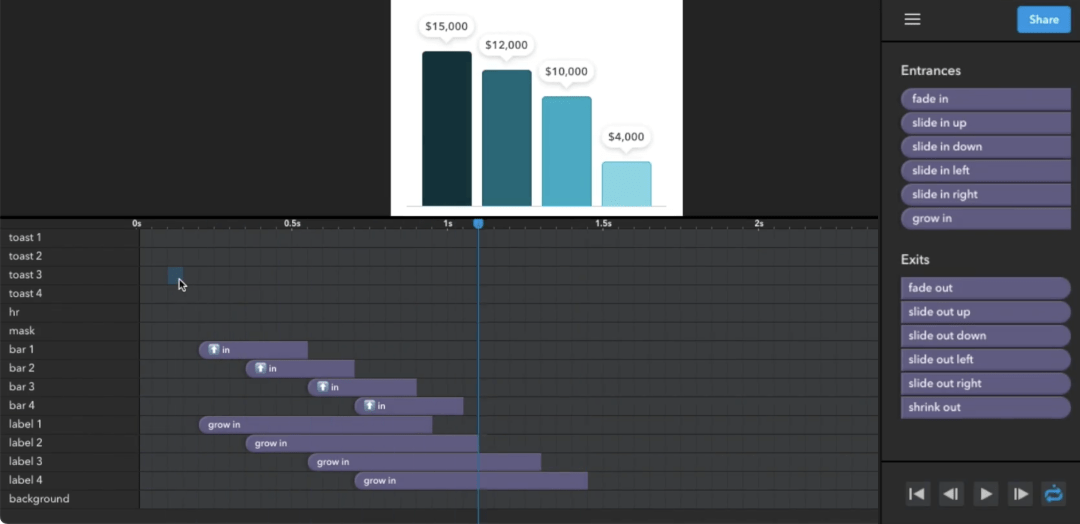 $15,000
$12,000
$10,000
$4,000
Share
Entrances
fade in
slide in up
slide in down
slide in left
slide in right
grow in
Exits
fade out
slide out up
slide out down
slide out left
slide out right
shrink out
0s 0.5s 1s 1.5s 2s
toast 1
toast 2
toast 3
toast 4
hr
mask
bar 1 in
bar 2 in
bar 3 in
bar 4 in
label 1 grow in
label 2 grow in
label 3 grow in
label 4 grow in
background